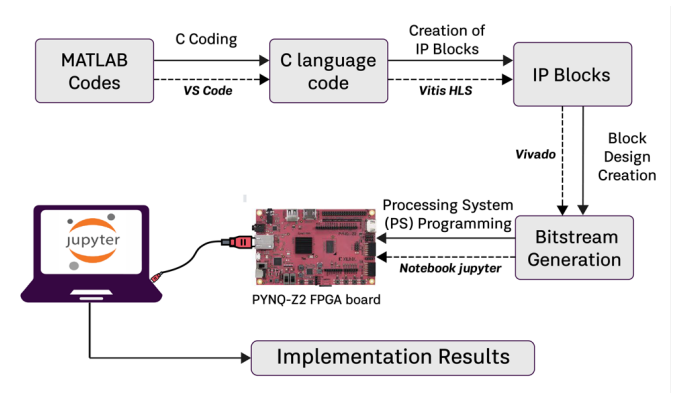 MATLAB
Codes
C Coding
VS Code
C language
code
Creation of
IP Blocks
Vitis HLS
IP Blocks
Vivado
Block
Design
Creation
Bitstream
Generation
Processing System
(PS) Programming
Notebook jupyter
PYNQ-Z2 FPGA board
jupyter
Implementation Results